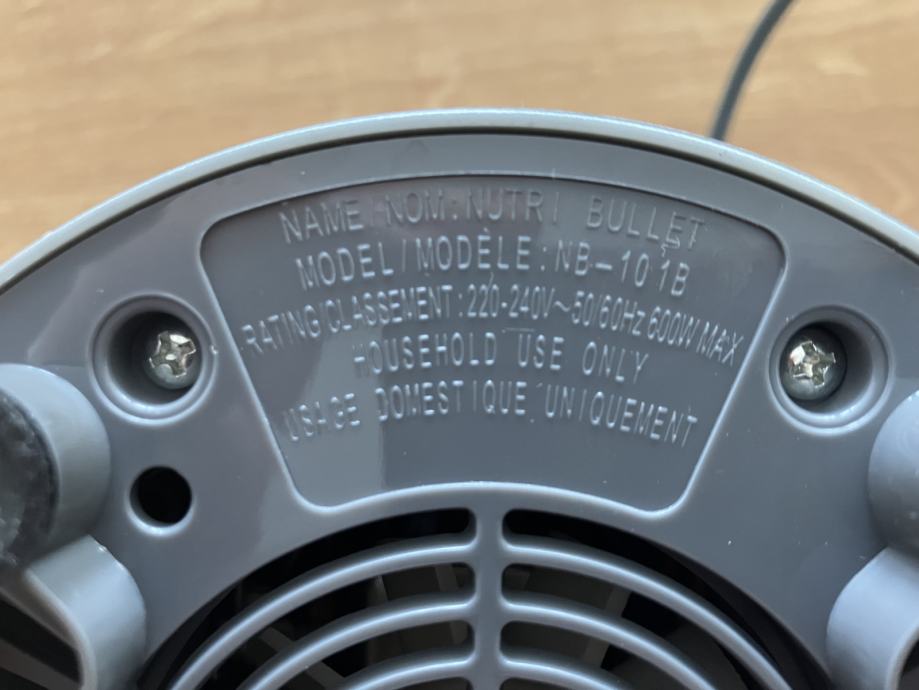 NAME/NOM: NUTRI BULLET
MODEL/MODÈLE: NB-101B
RATING/CLASSEMENT: 220-240V~50/60Hz 600W MAX
HOUSEHOLD USE ONLY
USAGE DOMESTIQUE UNIQUEMENT